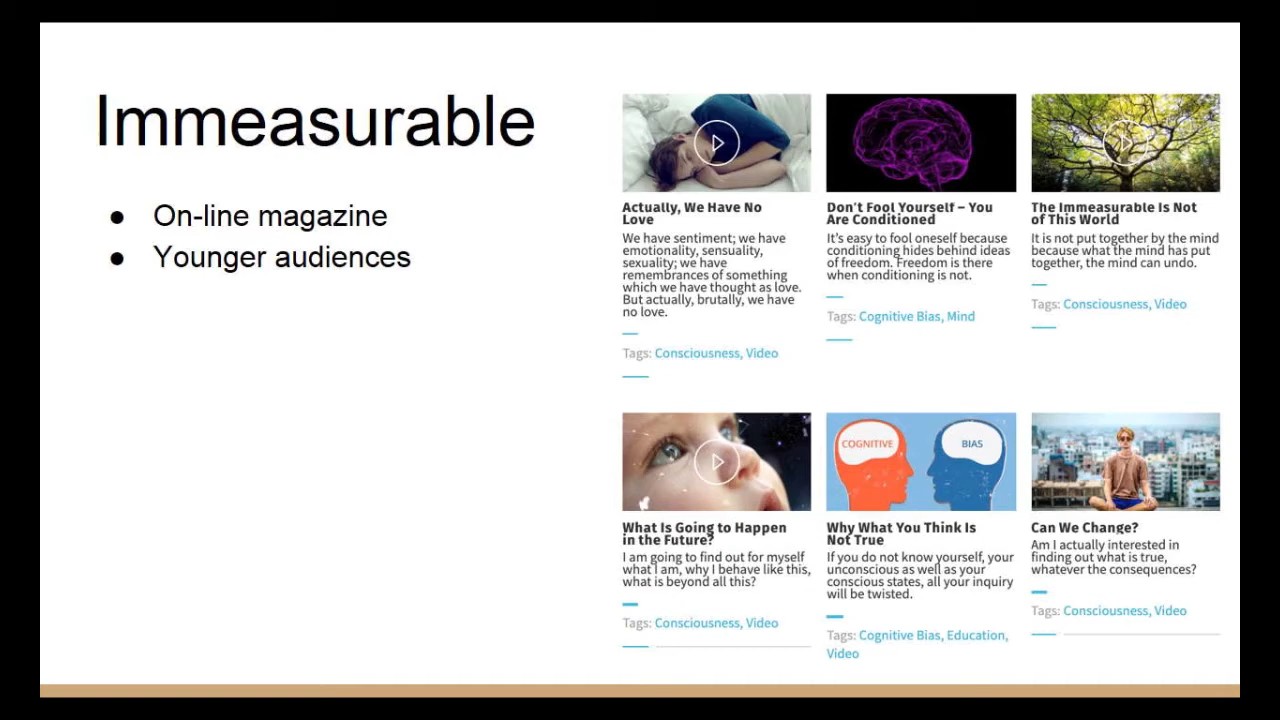 Immeasurable
● On-line magazine
● Younger audiences
Actually, We Have No
Love
We have sentiment; we have
emotionality, sensuality,
sexuality; we have
remembrances of something
which we have thought as love.
But actually, brutally, we have
no love.
Tags: Consciousness, Video
Don't Fool Yourself – You
Are Conditioned
It's easy to fool oneself because
conditioning hides behind ideas
of freedom. Freedom is there
when conditioning is not.
Tags: Cognitive Bias, Mind
The Immeasurable Is Not
of This World
It is not put together by the mind
because what the mind has put
together, the mind can undo.
Tags: Consciousness, Video
What Is Going to Happen
in the Future?
I am going to find out for myself
what I am, why I behave like this,
what is beyond all this?
Tags: Consciousness, Video
COGNITIVE
BIAS
Why What You Think Is
Not True
If you do not know yourself, your
unconscious as well as your
conscious states, all your inquiry
will be twisted.
Tags: Cognitive Bias, Education,
Video
Can We Change?
Am I actually interested in
finding out what is true,
whatever the consequences?
Tags: Consciousness, Video